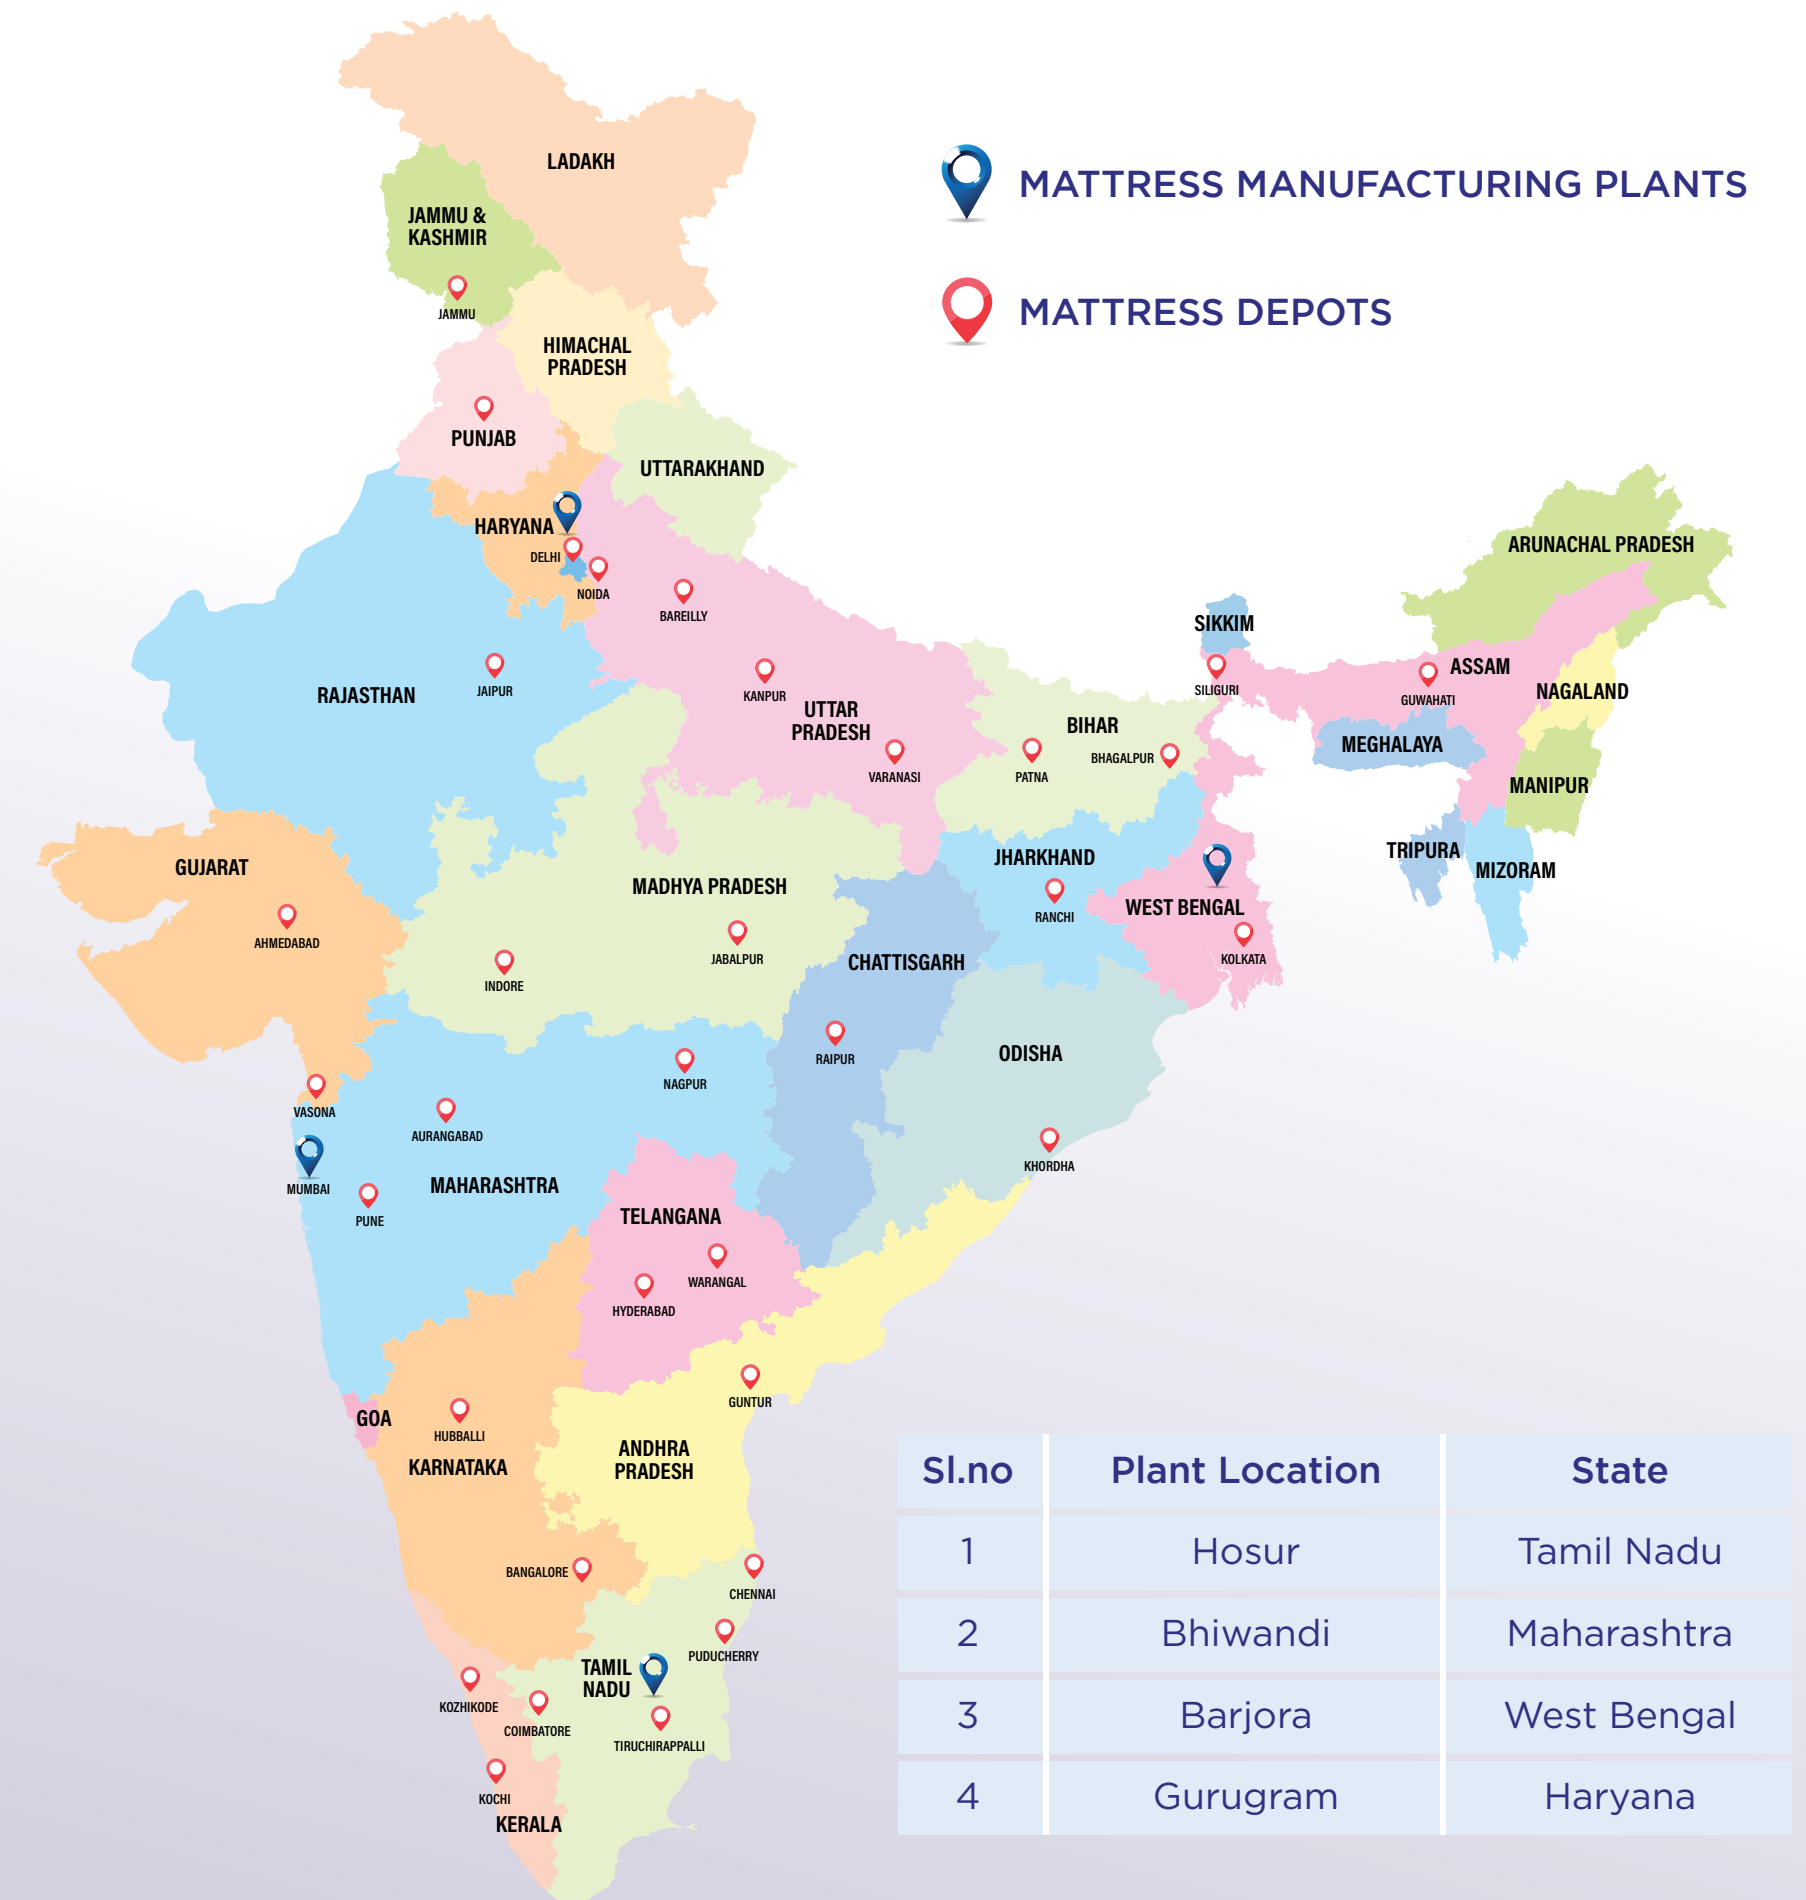 LADAKH
MATTRESS MANUFACTURING PLANTS
JAMMU &
KASHMIR
JAMMU
MATTRESS DEPOTS
HIMACHAL
PRADESH
PUNJAB
UTTARAKHAND
HARYANA
DELHI
NOIDA
BAREILLY
ARUNACHAL PRADESH
SIKKIM
SILIGURI
ASSAM
GUWAHATI
NAGALAND
RAJASTHAN
JAIPUR
KANPUR
UTTAR
PRADESH
VARANASI
BIHAR
PATNA
BHAGALPUR
MEGHALAYA
MANIPUR
TRIPURA
MIZORAM
GUJARAT
AHMEDABAD
MADHYA PRADESH
INDORE
JABALPUR
JHARKHAND
RANCHI
WEST BENGAL
KOLKATA
CHATTISGARH
RAIPUR
ODISHA
KHORDHA
NAGPUR
VASONA
AURANGABAD
MUMBAI
PUNE
MAHARASHTRA
TELANGANA
WARANGAL
HYDERABAD
GUNTUR
GOA
HUBBALLI
KARNATAKA
ANDHRA
PRADESH
BANGALORE
CHENNAI
PUDUCHERRY
TAMIL
NADU
KOZHIKODE
COIMBATORE
TIRUCHIRAPPALLI
KOCHI
KERALA
Sl.no Plant Location State
1 Hosur Tamil Nadu
2 Bhiwandi Maharashtra
3 Barjora West Bengal
4 Gurugram Haryana